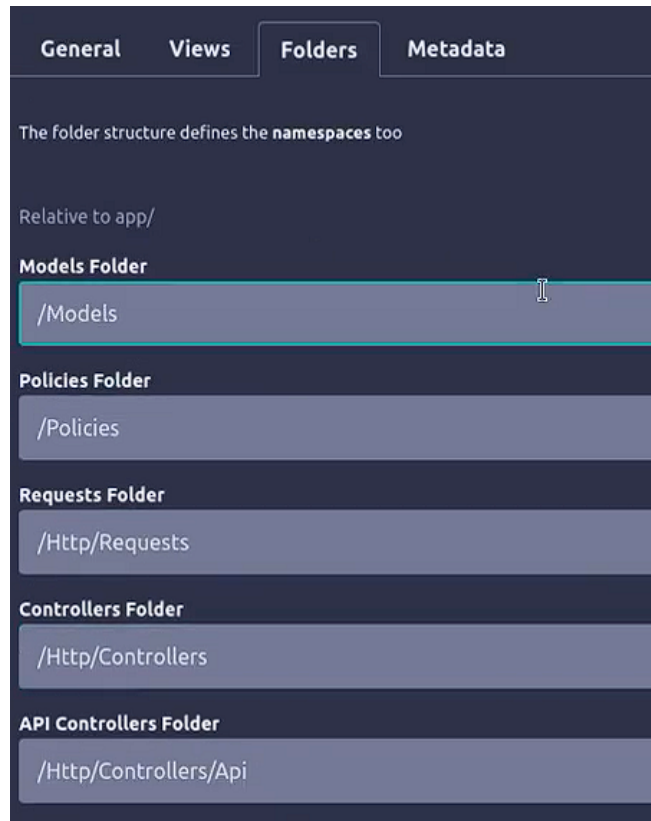 General Views Folders Metadata
The folder structure defines the namespaces too
Relative to app/
Models Folder
/Models
Policies Folder
/Policies
Requests Folder
/Http/Requests
Controllers Folder
/Http/Controllers
API Controllers Folder
/Http/Controllers/Api